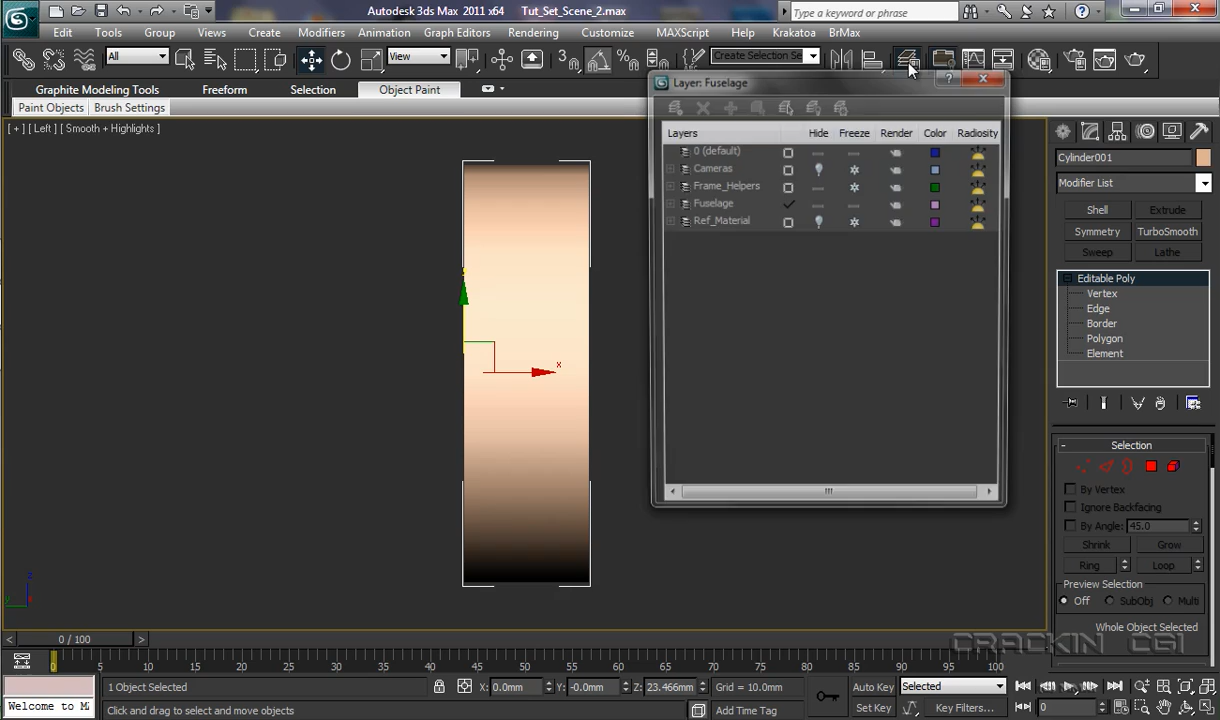 Autodesk 3ds Max 2011 x64 Tut_Set_Scene_2.max
Type a keyword or phrase
Edit Tools Group Views Create Modifiers Animation Graph Editors Rendering Customize MAXScript Help Krakatoa BrMax
All View Create Selection Se
Graphite Modeling Tools Freeform Selection Object Paint
Paint Objects Brush Settings
[ + ] [ Left ] [ Smooth + Highlights ]
Layer: Fuselage
Layers Hide Freeze Render Color Radiosity
0 (default)
Cameras
Frame_Helpers
Fuselage
Ref_Material
Cylinder001
Modifier List
Shell Extrude
Symmetry TurboSmooth
Sweep Lathe
Editable Poly
Vertex
Edge
Border
Polygon
Element
Selection
By Vertex
Ignore Backfacing
By Angle: 45.0
Shrink Grow
Ring Loop
Preview Selection
Off SubObj Multi
Whole Object Selected
x
z
y
z
x
CRACKIN CGI
0 / 100
0 5 10 15 20 25 30 35 40 45 50 55 60 65 70 75 80 85 90 95 100
1 Object Selected X: 0.0mm Y: -0.0mm Z: 23.466mm Grid = 10.0mm Auto Key Selected
Welcome to MA Click and drag to select and move objects Add Time Tag Set Key Key Filters... 0